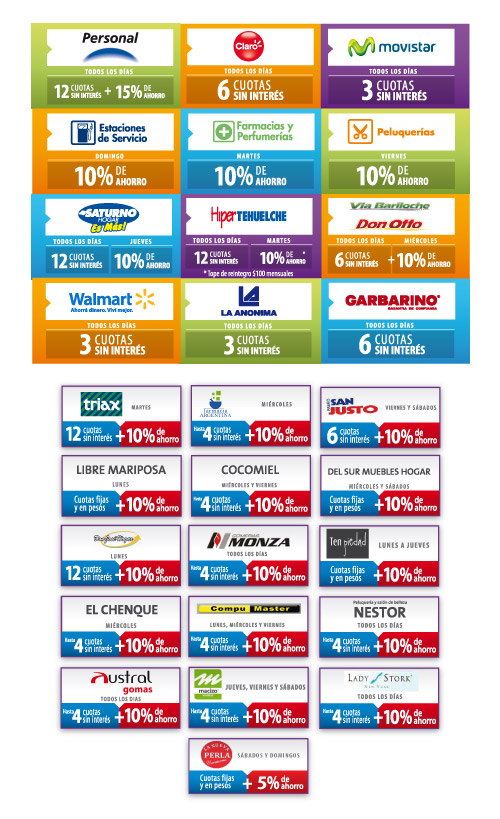 Personal
TODOS LOS DÍAS
12 CUOTAS SIN INTERÉS + 15% DE AHORRO
Claro
TODOS LOS DÍAS
6 CUOTAS SIN INTERÉS
movistar
TODOS LOS DÍAS
3 CUOTAS SIN INTERÉS
Estaciones de Servicio
DOMINGO
10% DE AHORRO
Farmacias y Perfumerías
MARTES
10% DE AHORRO
Peluquerías
VIERNES
10% DE AHORRO
SATURNO
HOGAR
Es Más!
TODOS LOS DÍAS JUEVES
12 CUOTAS SIN INTERÉS 10% DE AHORRO
HiperTEHUELCHE
TODOS LOS DÍAS MARTES
12 CUOTAS SIN INTERÉS 10% DE AHORRO *
* Tope de reintegro $100 mensuales
Via Bariloche
Don Otto
TODOS LOS DÍAS MIÉRCOLES
6 CUOTAS SIN INTERÉS +10% DE AHORRO
Walmart
Ahorrá dinero. Viví mejor.
TODOS LOS DÍAS
3 CUOTAS SIN INTERÉS
LA ANONIMA
TODOS LOS DÍAS
3 CUOTAS SIN INTERÉS
GARBARINO
GARANTIA DE CONFIANZA
TODOS LOS DÍAS
6 CUOTAS SIN INTERÉS
triax
MARTES
12 cuotas sin interés +10% de ahorro
farmacia ARGENTINA
MIÉRCOLES
Hasta 4 cuotas sin interés +10% de ahorro
SAN JUSTO
VIERNES Y SÁBADOS
6 cuotas sin interés +10% de ahorro
LIBRE MARIPOSA
LUNES
Cuotas fijas y en pesós +10% de ahorro
COCOMIEL
MIÉRCOLES Y VIERNES
Hasta 4 cuotas sin interés +10% de ahorro
DEL SUR MUEBLES HOGAR
MIÉRCOLES Y SÁBADOS
Cuotas fijas y en pesós +10% de ahorro
LUNES
12 cuotas sin interés +10% de ahorro
MONZA
TODOS LOS DÍAS
Hasta 4 cuotas sin interés +10% de ahorro
Ten piedad
LUNES A JUEVES
Cuotas fijas y en pesós +10% de ahorro
EL CHENQUE
MIÉRCOLES
Hasta 4 cuotas sin interés +10% de ahorro
Compu Master
LUNES, MIÉRCOLES Y VIERNES
Hasta 4 cuotas sin interés +10% de ahorro
Peluquería y salón de belleza
NESTOR
TODOS LOS DÍAS
Hasta 4 cuotas sin interés +10% de ahorro
Austral gomas
TODOS LOS DIAS
Hasta 4 cuotas sin interés +10% de ahorro
macizo
JUEVES, VIERNES Y SÁBADOS
Hasta 4 cuotas sin interés +10% de ahorro
LADY STORK
NEW YORK
TODOS LOS DÍAS
Hasta 4 cuotas sin interés +10% de ahorro
LA NUEVA PERLA
SÁBADOS Y DOMINGOS
Cuotas fijas y en pesós + 5% de ahorro